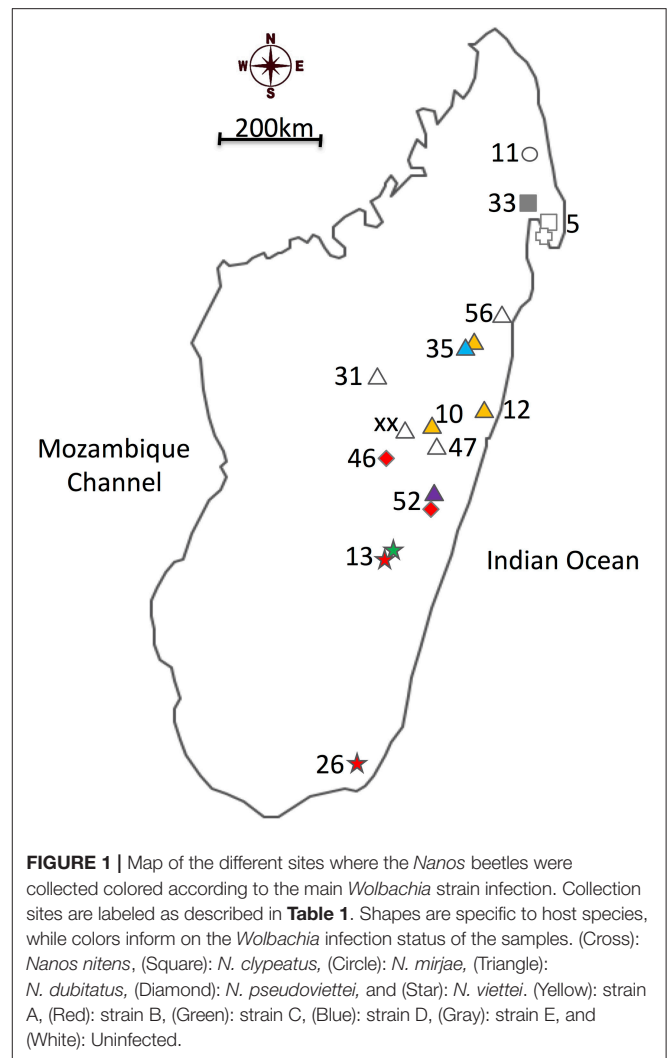 N
W E
S
200km
11
33
5
56
35
31
12
10
xx
47
46
Mozambique
Channel
52
13
Indian Ocean
26
FIGURE 1 | Map of the different sites where the Nanos beetles were
collected colored according to the main Wolbachia strain infection. Collection
sites are labeled as described in Table 1. Shapes are specific to host species,
while colors inform on the Wolbachia infection status of the samples. (Cross):
Nanos nitens, (Square): N. clypeatus, (Circle): N. mirjae, (Triangle):
N. dubitatus, (Diamond): N. pseudoviettei, and (Star): N. viettei. (Yellow): strain
A, (Red): strain B, (Green): strain C, (Blue): strain D, (Gray): strain E, and
(White): Uninfected.